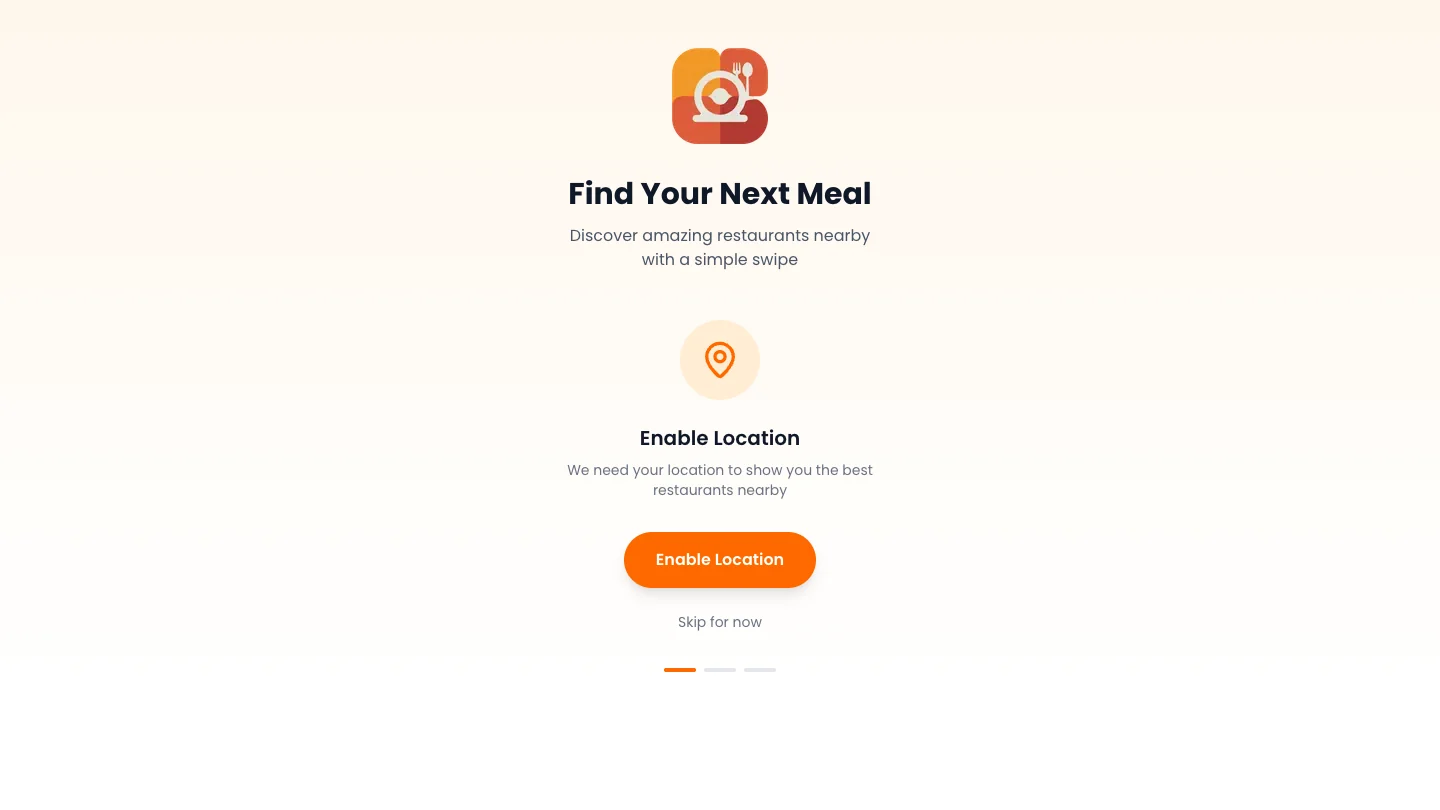 Find Your Next Meal
Discover amazing restaurants nearby
with a simple swipe
Enable Location
We need your location to show you the best
restaurants nearby
Enable Location
Skip for now